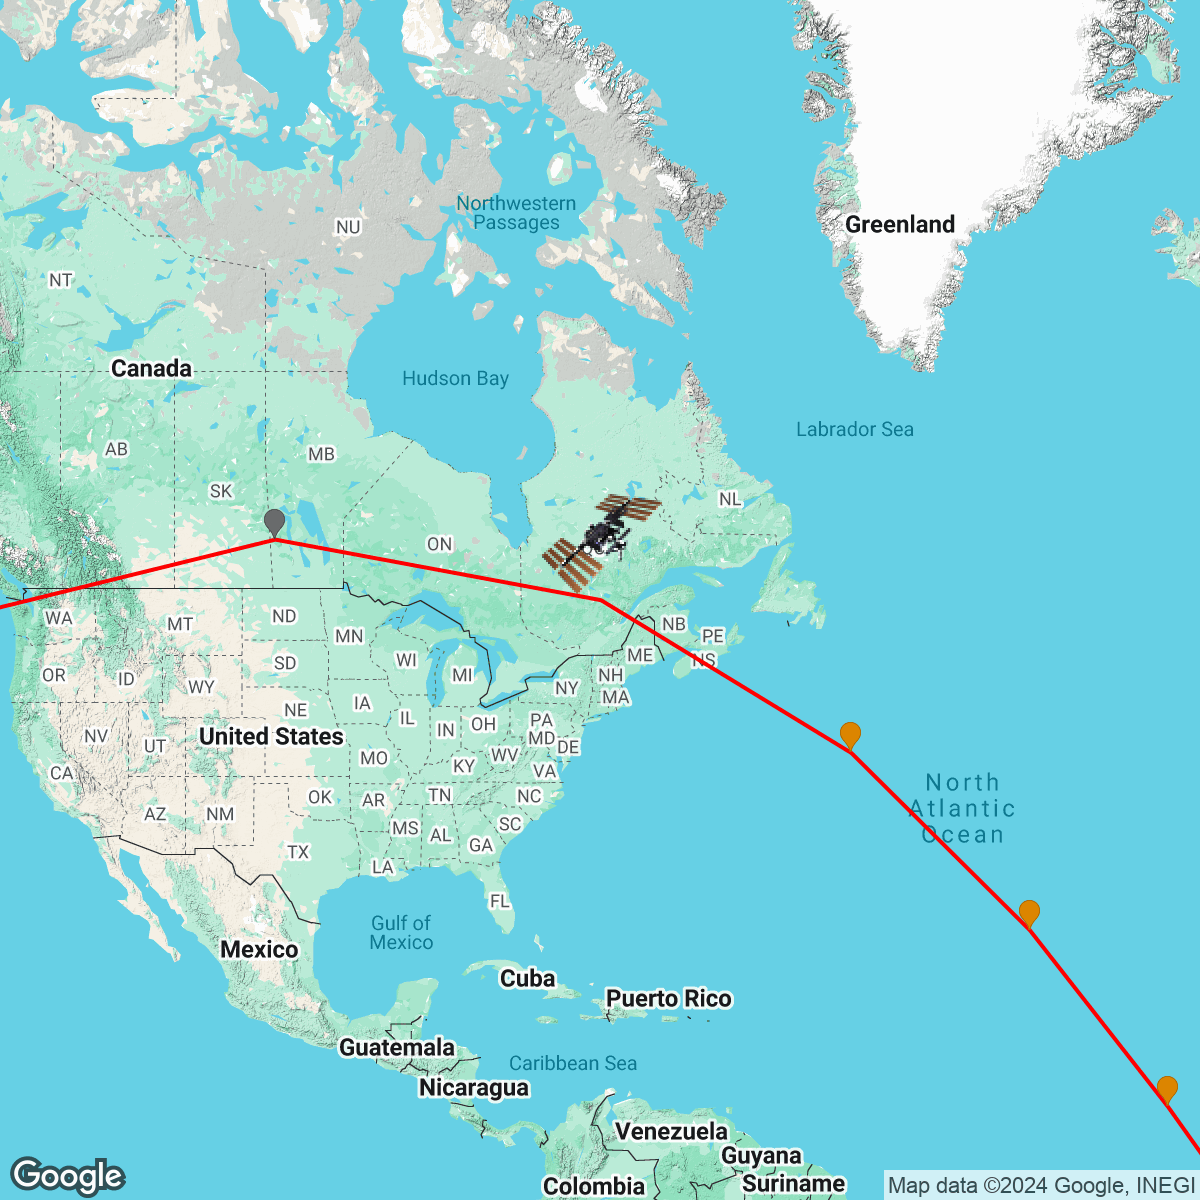 Northwestern
Passages
NU
Greenland
NT
Canada
Hudson Bay
Labrador Sea
AB
MB
SK
NL
ON
WA
MT
ND
MN
NB
PE
NS
ME
OR
ID
WY
SD
WI
MI
NH
NY
MA
NE
IA
IL
IN
OH
PA
MD
DE
NV
UT
United States
MO
KY
WV
VA
CA
North
Atlantic
Ocean
AZ
NM
OK
AR
TN
NC
MS
AL
SC
GA
TX
LA
FL
Gulf of
Mexico
Mexico
Cuba
Puerto Rico
Guatemala
Caribbean Sea
Nicaragua
Venezuela
Guyana
Suriname
Colombia
Google
Map data ©2024 Google, INEGI